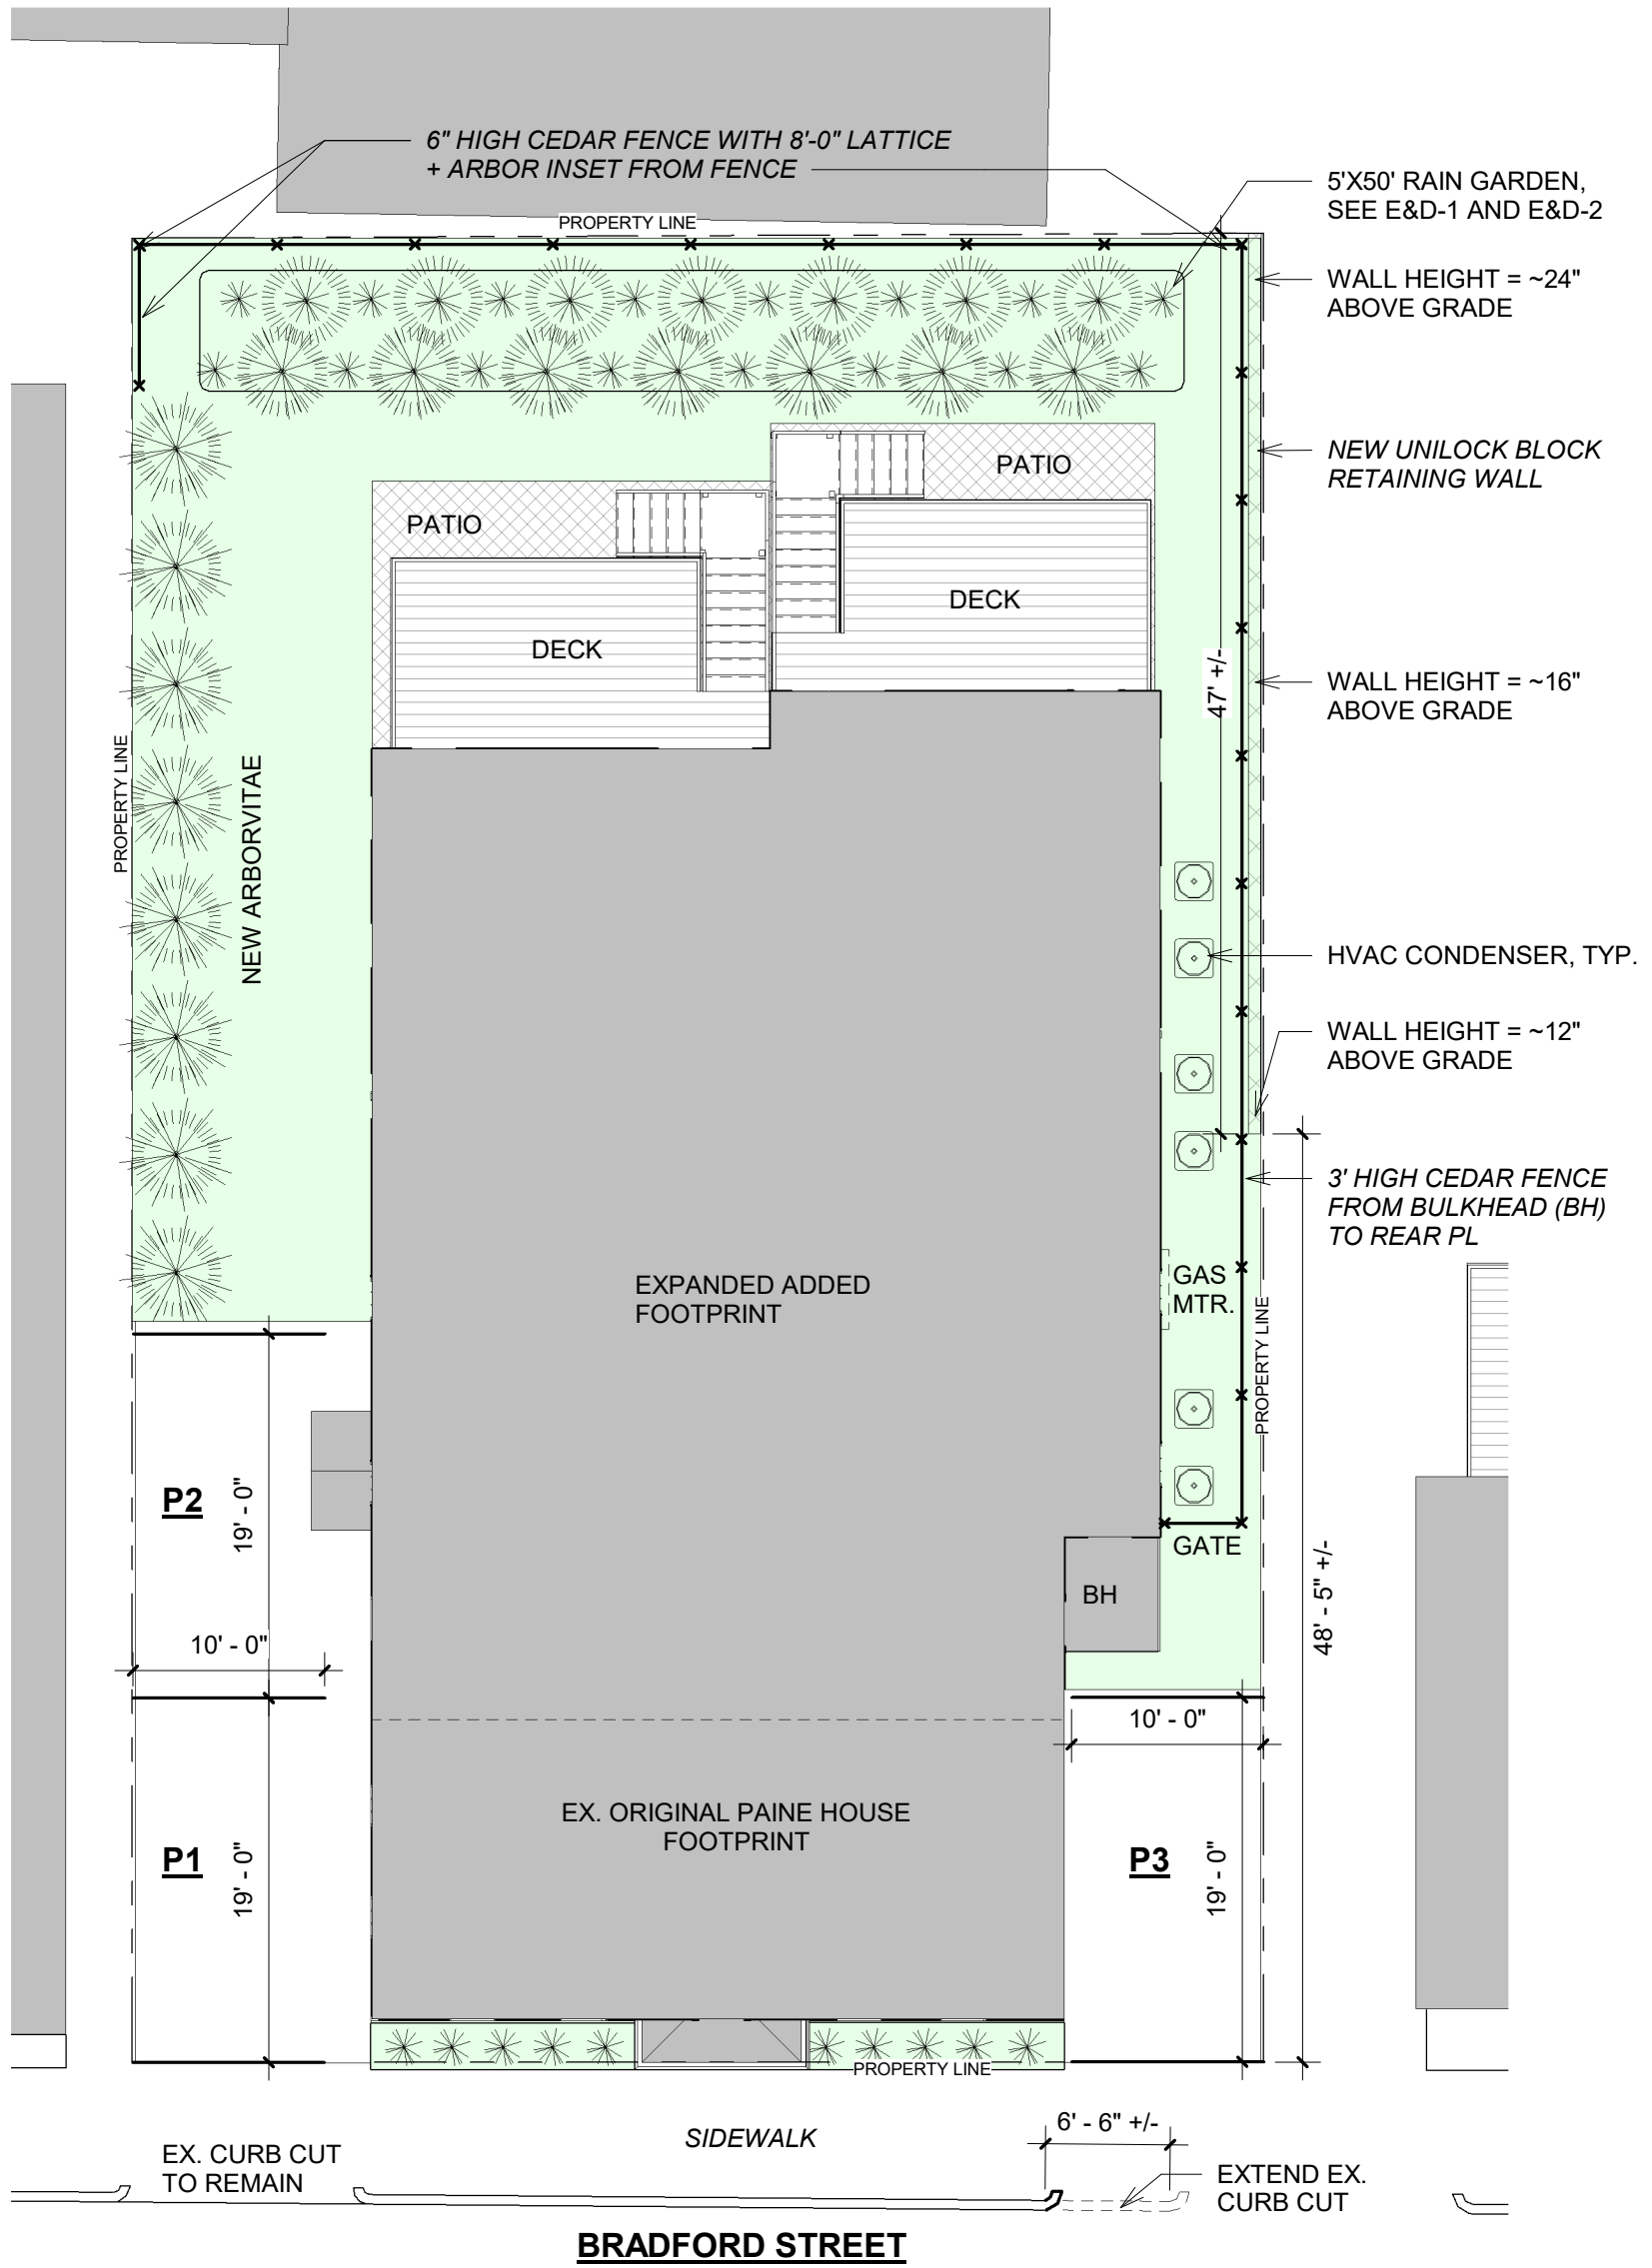 6" HIGH CEDAR FENCE WITH 8'-0" LATTICE
+ ARBOR INSET FROM FENCE
5'X50' RAIN GARDEN,
SEE E&D-1 AND E&D-2
PROPERTY LINE
WALL HEIGHT = ~24"
ABOVE GRADE
NEW UNILOCK BLOCK
RETAINING WALL
PATIO
PATIO
DECK
DECK
47' +/-
WALL HEIGHT = ~16"
ABOVE GRADE
PROPERTY LINE
NEW ARBORVITAE
HVAC CONDENSER, TYP.
WALL HEIGHT = ~12"
ABOVE GRADE
3' HIGH CEDAR FENCE
FROM BULKHEAD (BH)
TO REAR PL
EXPANDED ADDED
FOOTPRINT
GAS
MTR.
PROPERTY LINE
P2
19' - 0"
GATE
BH
48' - 5" +/-
10' - 0"
10' - 0"
EX. ORIGINAL PAINE HOUSE
FOOTPRINT
P1
19' - 0"
P3
19' - 0"
PROPERTY LINE
SIDEWALK
6' - 6" +/-
EX. CURB CUT
TO REMAIN
EXTEND EX.
CURB CUT
BRADFORD STREET